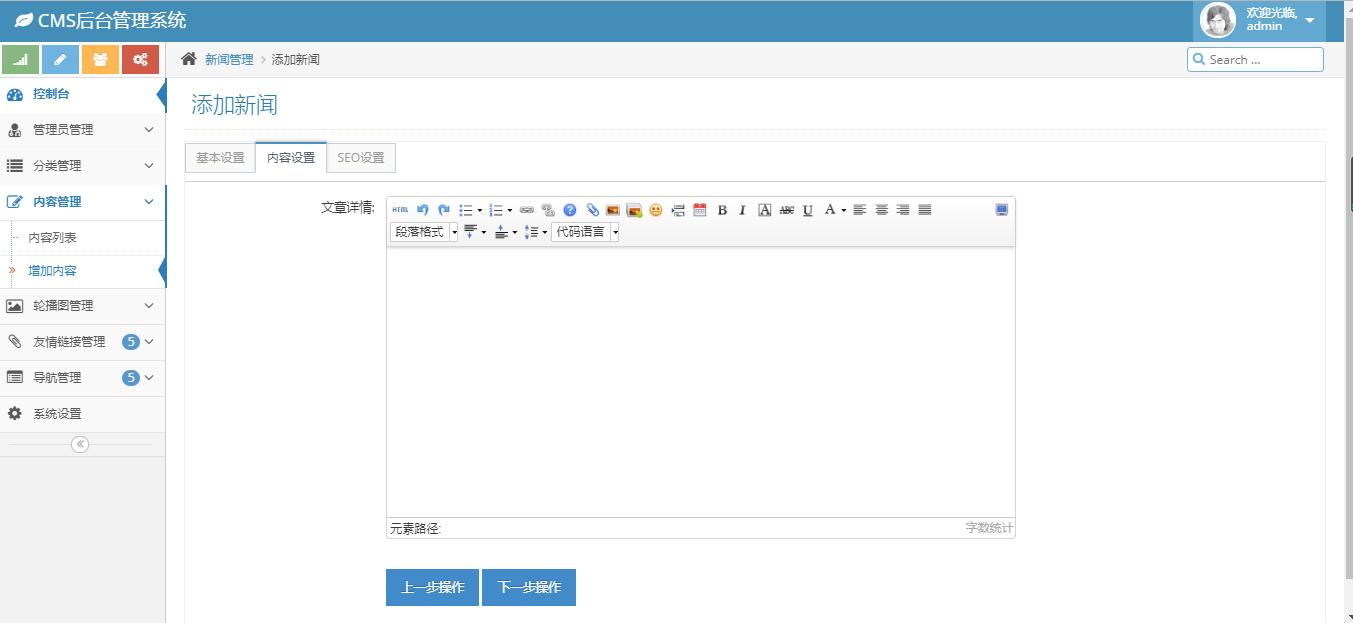 CMS后台管理系统
欢迎光临,
admin
新闻管理 添加新闻
Search ...
控制台
管理员管理
分类管理
内容管理
内容列表
增加内容
轮播图管理
友情链接管理 5
导航管理 5
系统设置
添加新闻
基本设置 内容设置 SEO设置
文章详情:
HTML B I A ABC U A
段落格式 代码语言
元素路径: 字数统计
上一步操作 下一步操作